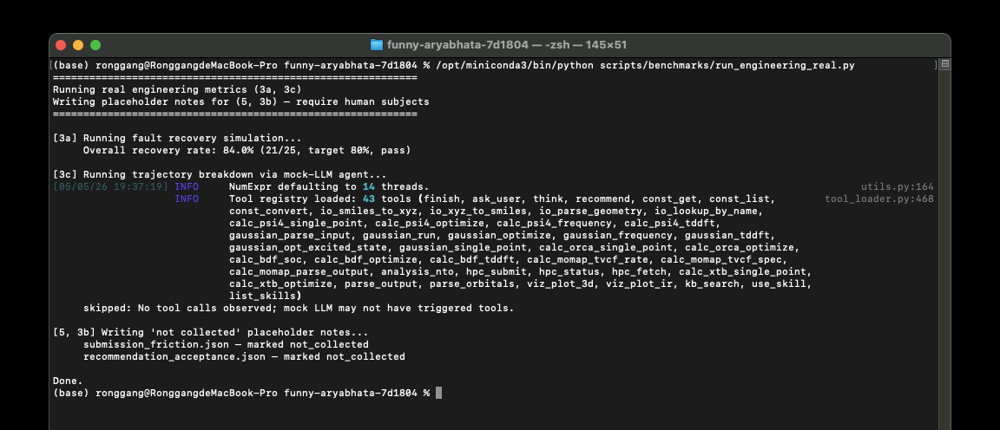 funny-aryabhata-7d1804 — -zsh — 145×51
[(base) ronggang@RonggangdeMacBook-Pro funny-aryabhata-7d1804 % /opt/miniconda3/bin/python scripts/benchmarks/run_engineering_real.py ]
============================================================
Running real engineering metrics (3a, 3c)
Writing placeholder notes for (5, 3b) — require human subjects
============================================================
[3a] Running fault recovery simulation...
Overall recovery rate: 84.0% (21/25, target 80%, pass)
[3c] Running trajectory breakdown via mock-LLM agent...
[05/05/26 19:37:19] INFO NumExpr defaulting to 14 threads. utils.py:164
INFO Tool registry loaded: 43 tools (finish, ask_user, think, recommend, const_get, const_list, tool_loader.py:468
const_convert, io_smiles_to_xyz, io_xyz_to_smiles, io_parse_geometry, io_lookup_by_name,
calc_psi4_single_point, calc_psi4_optimize, calc_psi4_frequency, calc_psi4_tddft,
gaussian_parse_input, gaussian_run, gaussian_optimize, gaussian_frequency, gaussian_tddft,
gaussian_opt_excited_state, gaussian_single_point, calc_orca_single_point, calc_orca_optimize,
calc_bdf_soc, calc_bdf_optimize, calc_bdf_tddft, calc_momap_tvcf_rate, calc_momap_tvcf_spec,
calc_momap_parse_output, analysis_nto, hpc_submit, hpc_status, hpc_fetch, calc_xtb_single_point,
calc_xtb_optimize, parse_output, parse_orbitals, viz_plot_3d, viz_plot_ir, kb_search, use_skill,
list_skills)
skipped: No tool calls observed; mock LLM may not have triggered tools.
[5, 3b] Writing 'not collected' placeholder notes...
submission_friction.json — marked not_collected
recommendation_acceptance.json — marked not_collected
Done.
(base) ronggang@RonggangdeMacBook-Pro funny-aryabhata-7d1804 %